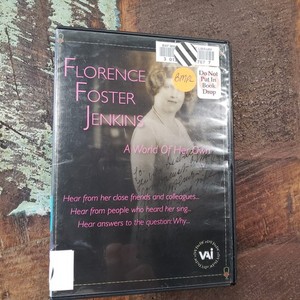 Do Not
Put in
Book
Drop
FLORENCE
FOSTER
JENKINS
A World Of Her Own
Hear from her close friends and colleagues...
Hear from people who heard her sing...
Hear answers to the question: Why...
VAI